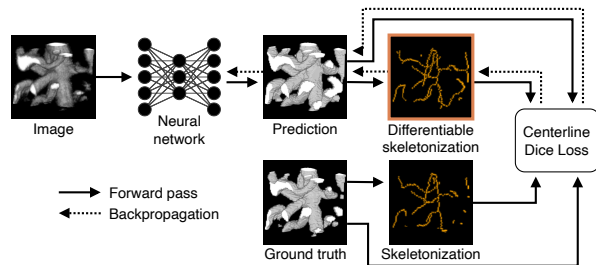 Image
Neural
network
Prediction
Differentiable
skeletonization
Centerline
Dice Loss
Forward pass
Backpropagation
Ground truth
Skeletonization